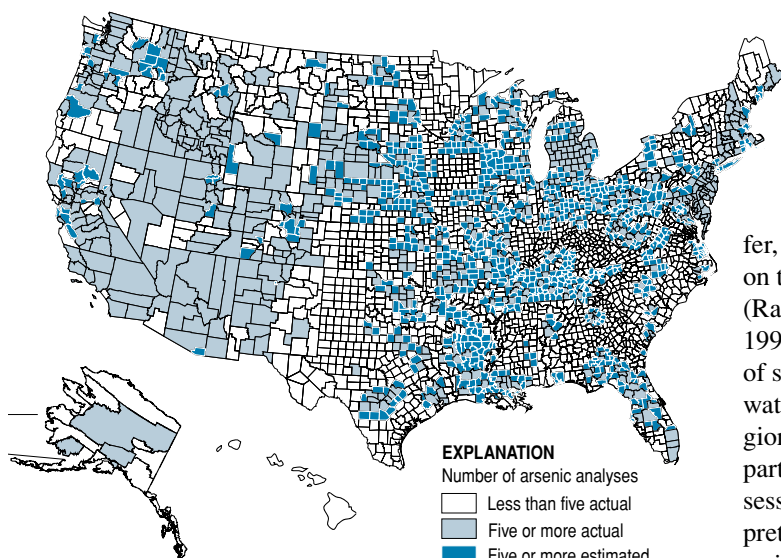 fer,
on t
(Ra
199
of s
wat
gion
part
sess
pret
EXPLANATION
Number of arsenic analyses
Less than five actual
Five or more actual
Five or more estimated